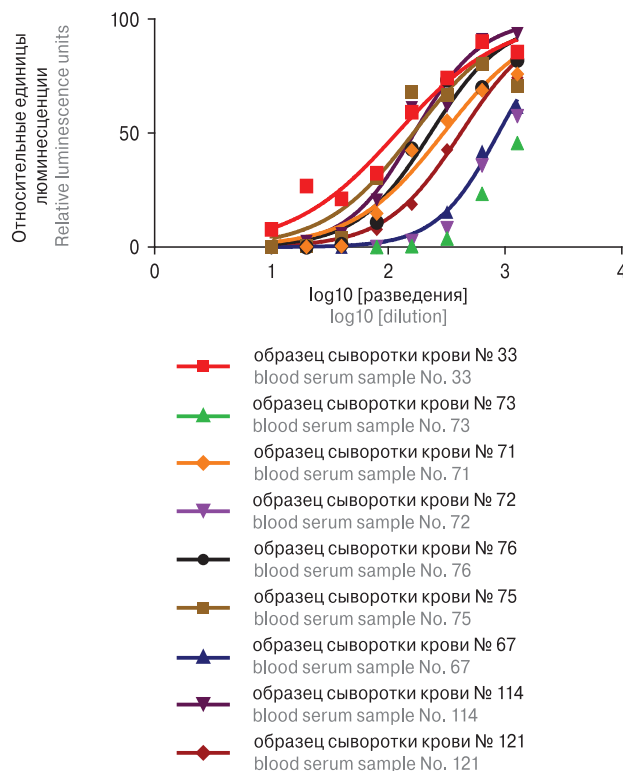 Относительные единицы
люминесценции
Relative luminescence units
100
50
0
0
1
2
3
4
log10 [разведения]
log10 [dilution]
образец сыворотки крови № 33
blood serum sample No. 33
образец сыворотки крови № 73
blood serum sample No. 73
образец сыворотки крови № 71
blood serum sample No. 71
образец сыворотки крови № 72
blood serum sample No. 72
образец сыворотки крови № 76
blood serum sample No. 76
образец сыворотки крови № 75
blood serum sample No. 75
образец сыворотки крови № 67
blood serum sample No. 67
образец сыворотки крови № 114
blood serum sample No. 114
образец сыворотки крови № 121
blood serum sample No. 121